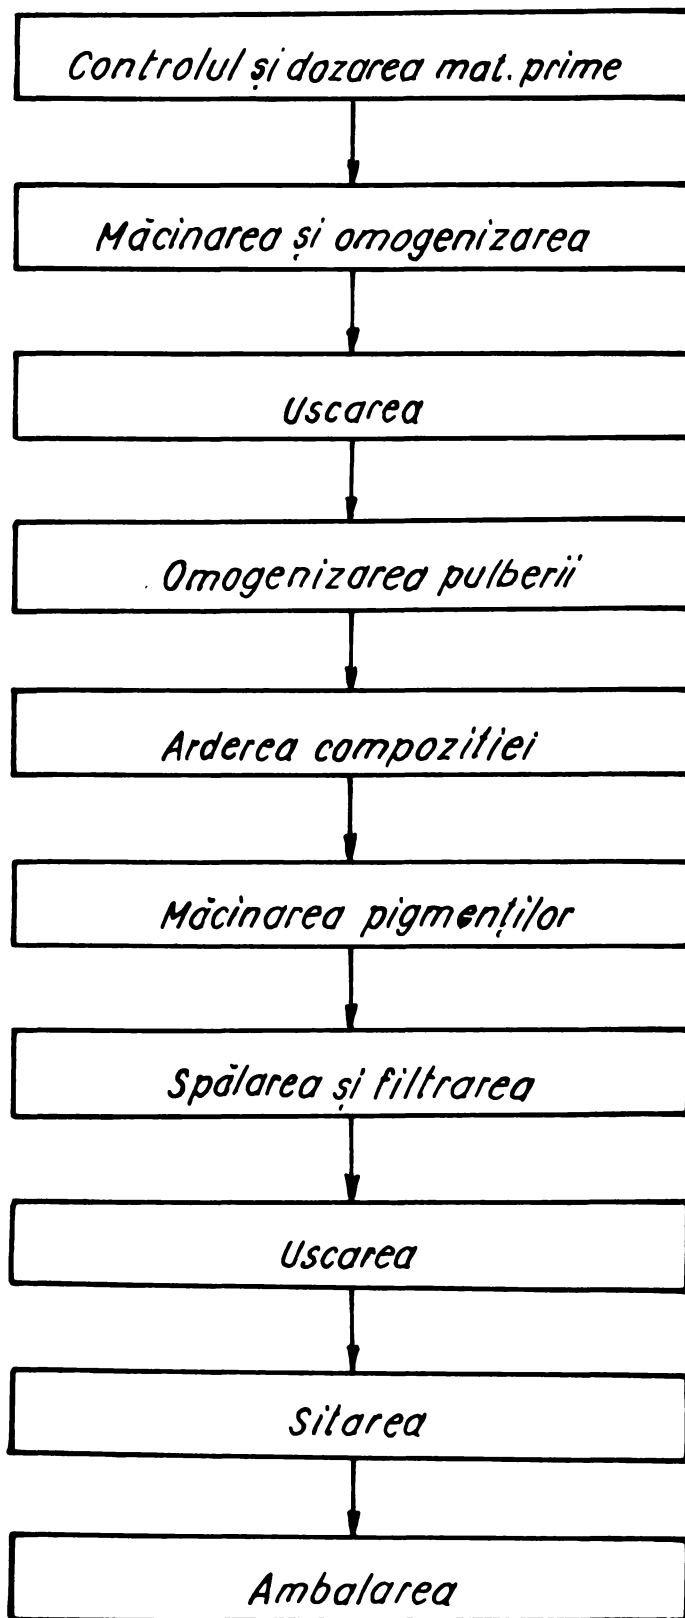 Controlul și dozarea mat. prime
Măcinarea și omogenizarea
Uscarea
Omogenizarea pulberii
Arderea compozitiei
Măcinarea pigmenților
Spălarea și filtrarea
Uscarea
Sitarea
Ambalarea